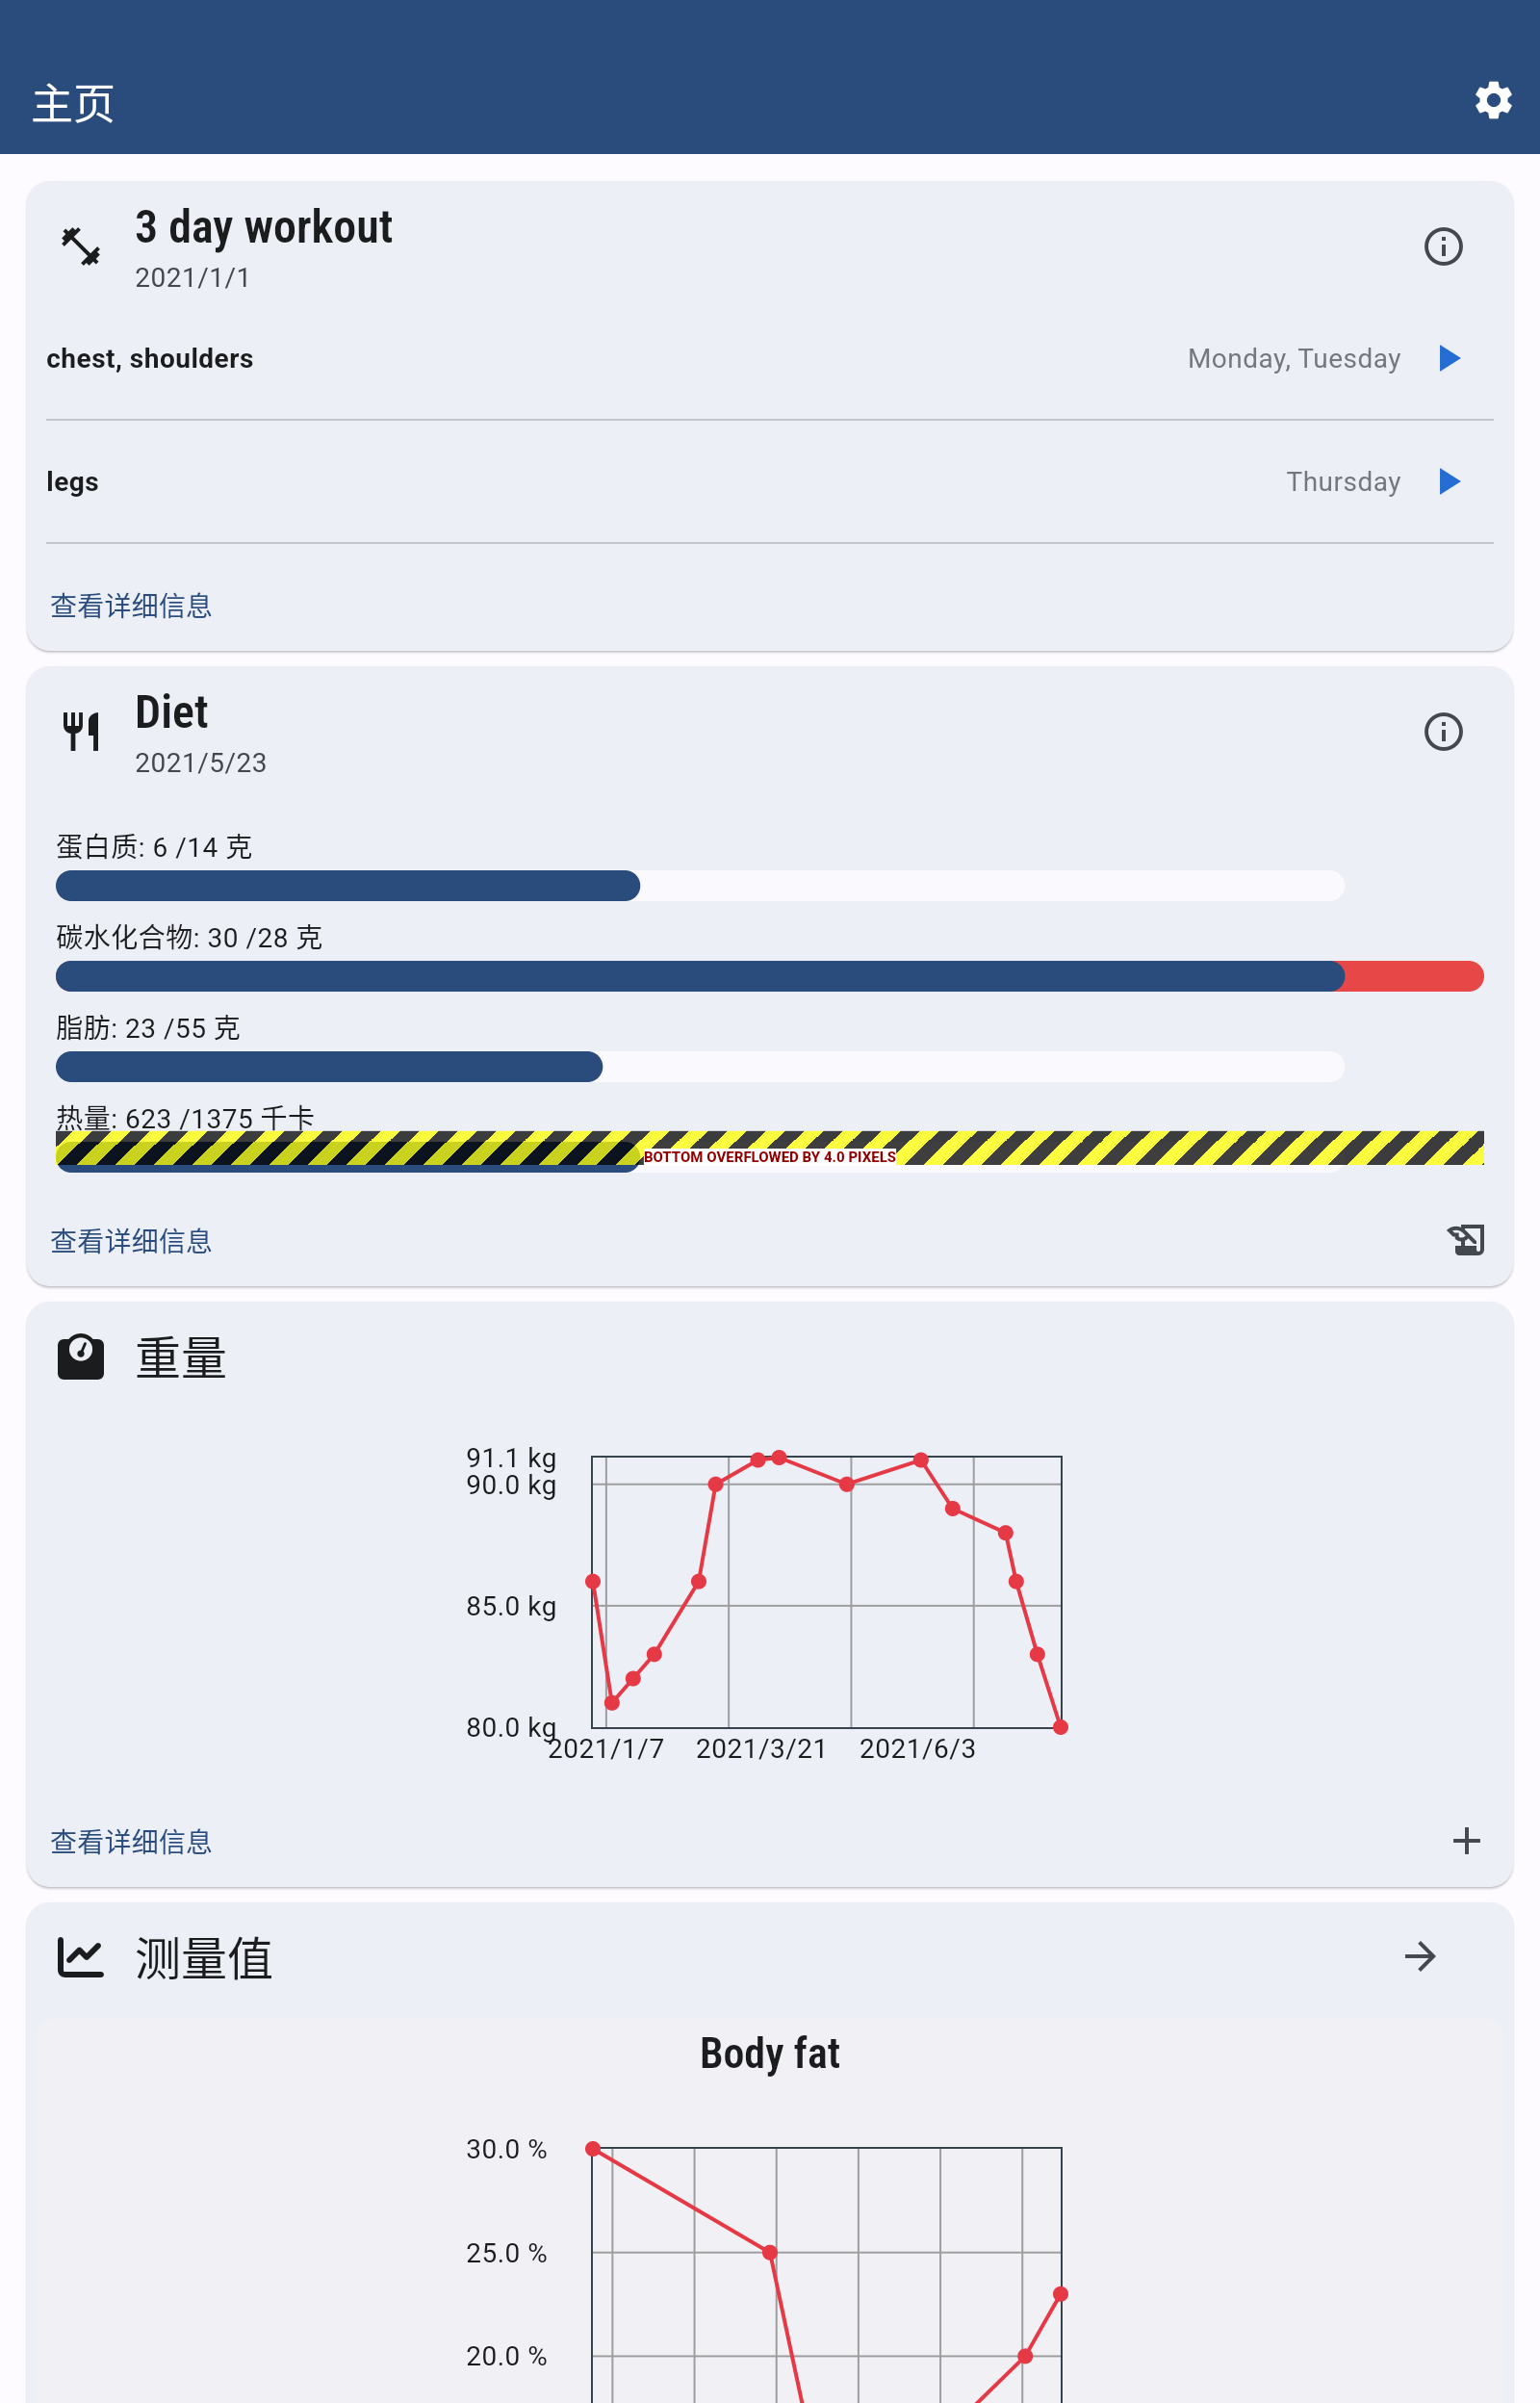 主页
3 day workout
2021/1/1
chest, shoulders Monday, Tuesday
legs Thursday
查看详细信息
Diet
2021/5/23
蛋白质: 6 /14 克
碳水化合物: 30 /28 克
脂肪: 23 /55 克
热量: 623 /1375 千卡
BOTTOM OVERFLOWED BY 4.0 PIXELS
查看详细信息
重量
91.1 kg
90.0 kg
85.0 kg
80.0 kg
2021/1/7 2021/3/21 2021/6/3
查看详细信息
测量值
Body fat
30.0 %
25.0 %
20.0 %